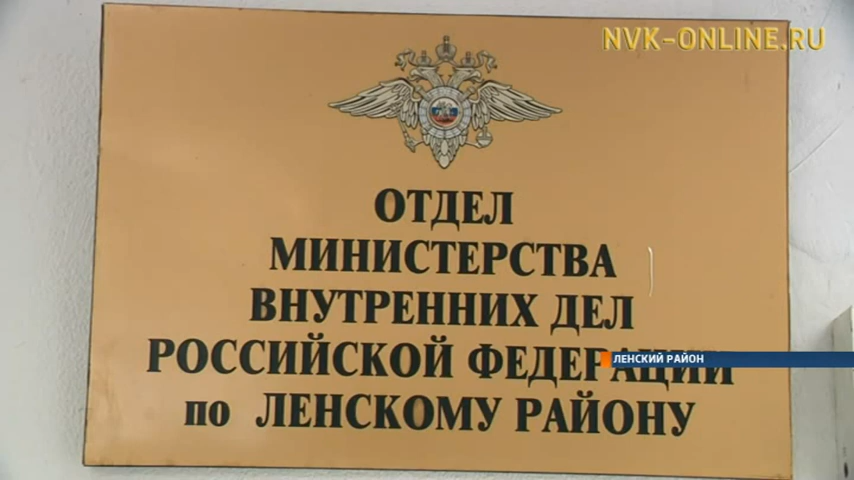 NVK-ONLINE.RU
ОТДЕЛ
МИНИСТЕРСТВА
ВНУТРЕННИХ ДЕЛ
РОССИЙСКОЙ ФЕДЕРАЦИИ
ЛЕНСКИЙ РАЙОН
по ЛЕНСКОМУ РАЙОНУ